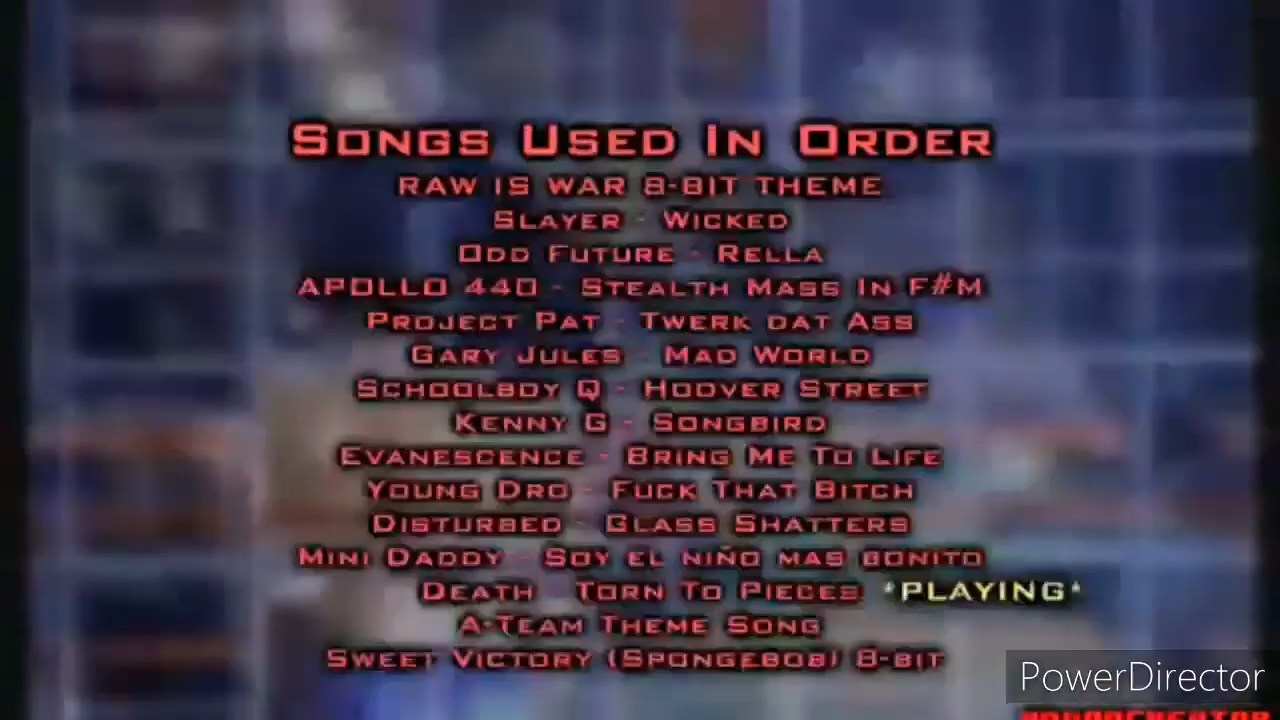 SONGS USED IN ORDER
RAW IS WAR 8-BIT THEME
SLAYER - WICKED
ODD FUTURE - RELLA
APOLLO 440 - STEALTH MASS IN F#M
PROJECT PAT - TWERK DAT ASS
GARY JULES - MAD WORLD
SCHOOLBOY Q - HOOVER STREET
KENNY G - SONGBIRD
EVANESCENCE - BRING ME TO LIFE
YOUNG DRO - FUCK THAT BITCH
DISTURBED - GLASS SHATTERS
MINI DADDY - SOY EL NIÑO MAS BONITO
DEATH - TORN TO PIECES *PLAYING*
A-TEAM THEME SONG
SWEET VICTORY (SPONGEBOB) 8-BIT
PowerDirector